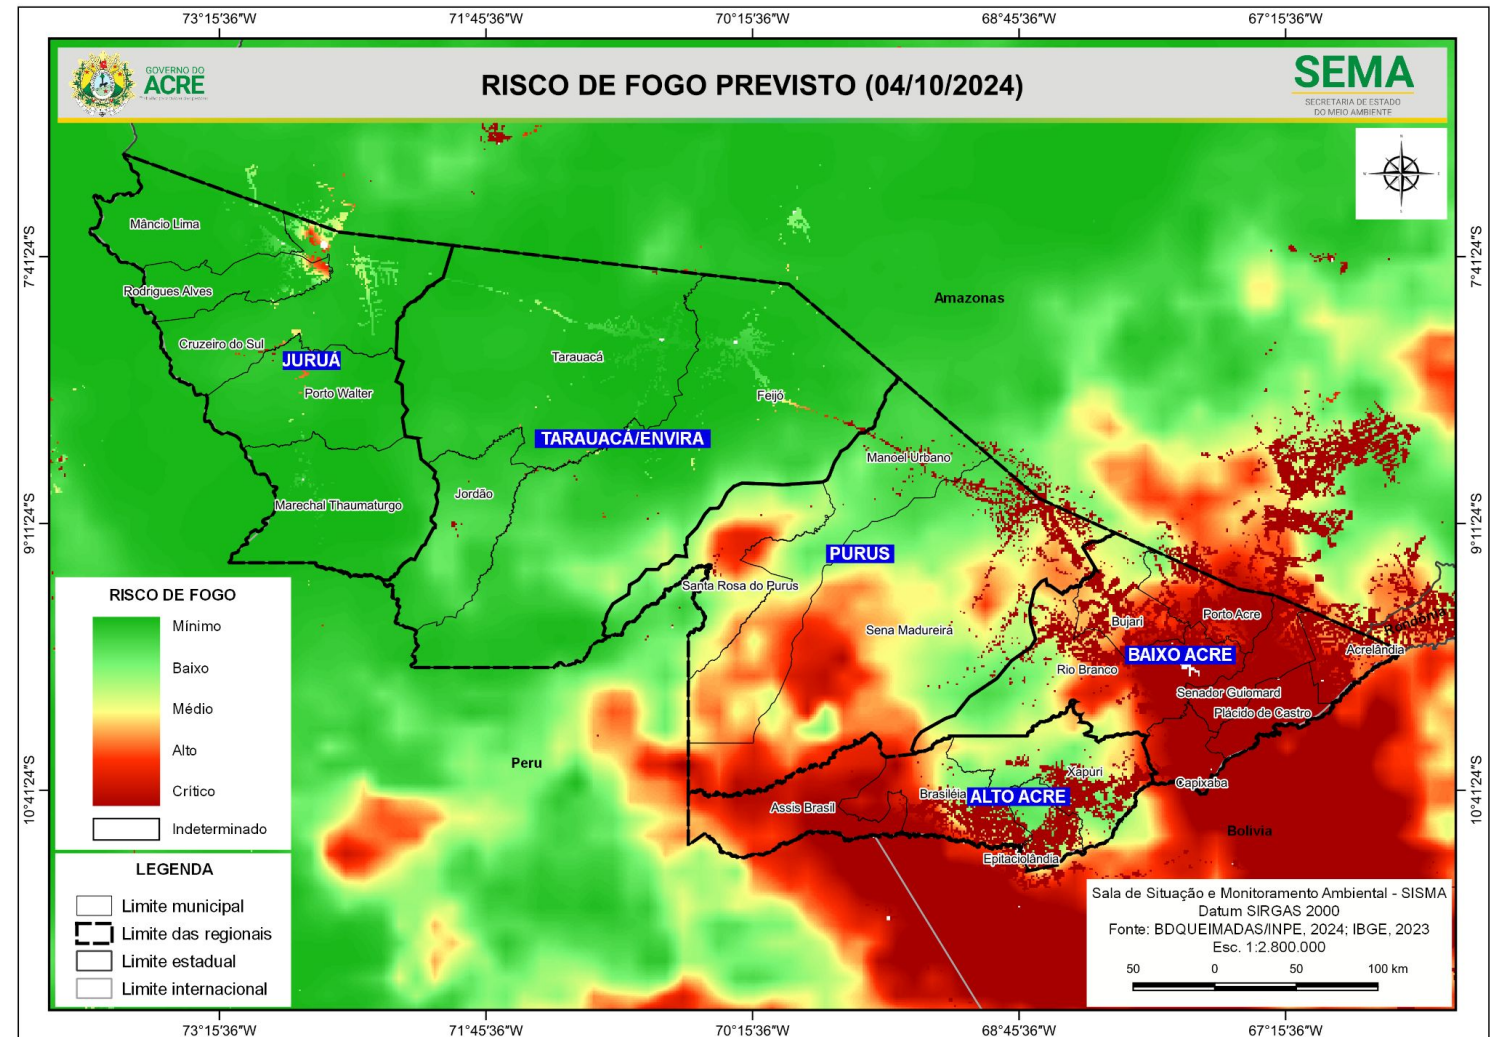 73°15'36"W
71°45'36"W
70°15'36"W
68°45'36"W
67°15'36"W
GOVERNO DO
ACRE
RISCO DE FOGO PREVISTO (04/10/2024)
SEMA
SECRETARIA DE ESTADO
DO MEIO AMBIENTE
N
7°41'24"S
7°41'24"S
Mâncio Lima
Rodrigues Alves
Amazonas
Cruzeiro do Sul
JURUÁ
Tarauacá
Porto Walter
Feijó
TARAUACÁ/ENVIRA
Manoel Urbano
Jordão
Marechal Thaumaturgo
9°11'24"S
9°11'24"S
PURUS
Santa Rosa do Purus
Porto Acre
Rondonia
Bujari
Sena Madureira
Acrelândia
BAIXO ACRE
Rio Branco
Senador Guiomard
Plácido de Castro
RISCO DE FOGO
Mínimo
Baixo
Médio
Alto
Crítico
Indeterminado
Peru
Xapuri
Capixaba
Brasiléia
ALTO ACRE
Assis Brasil
Bolivia
Epitaciolândia
10°41'24"S
10°41'24"S
LEGENDA
Limite municipal
Limite das regionais
Limite estadual
Limite internacional
Sala de Situação e Monitoramento Ambiental - SISMA
Datum SIRGAS 2000
Fonte: BDQUEIMADAS/INPE, 2024; IBGE, 2023
Esc. 1:2.800.000
50 0 50 100 km
73°15'36"W
71°45'36"W
70°15'36"W
68°45'36"W
67°15'36"W